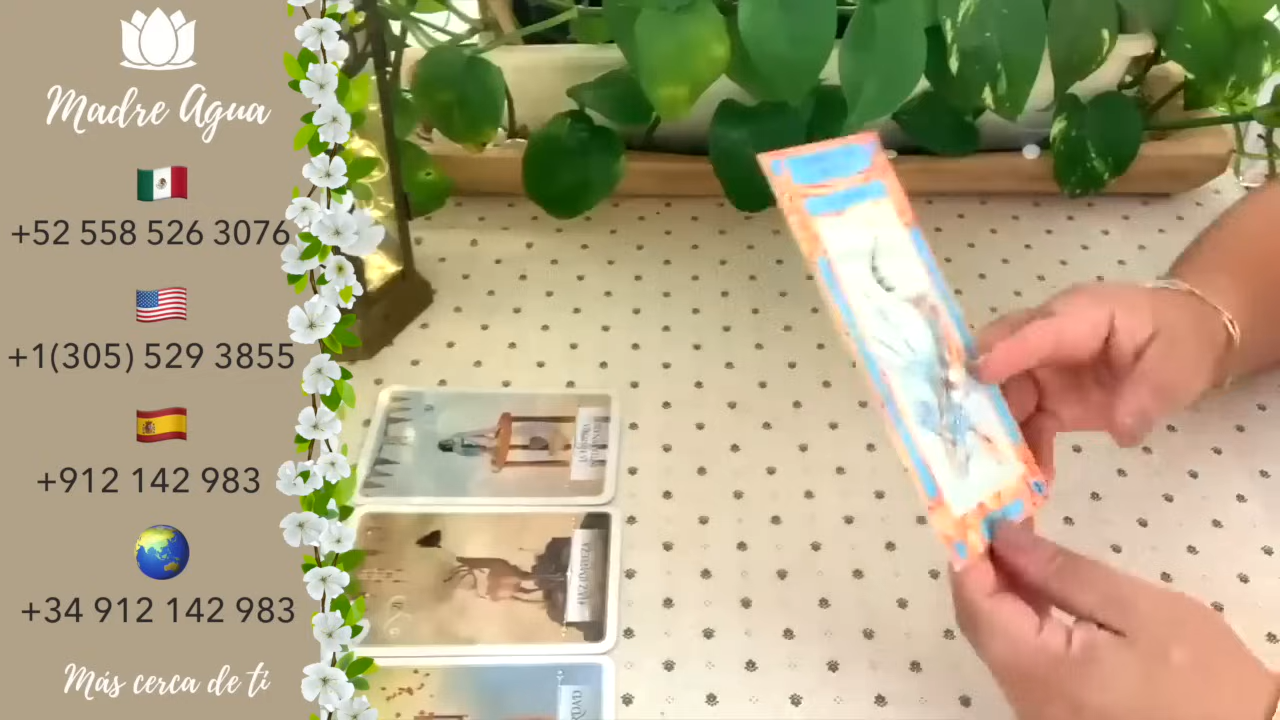 Madre Agua
+52 558 526 3076
+1(305) 529 3855
+912 142 983
+34 912 142 983
Más cerca de ti